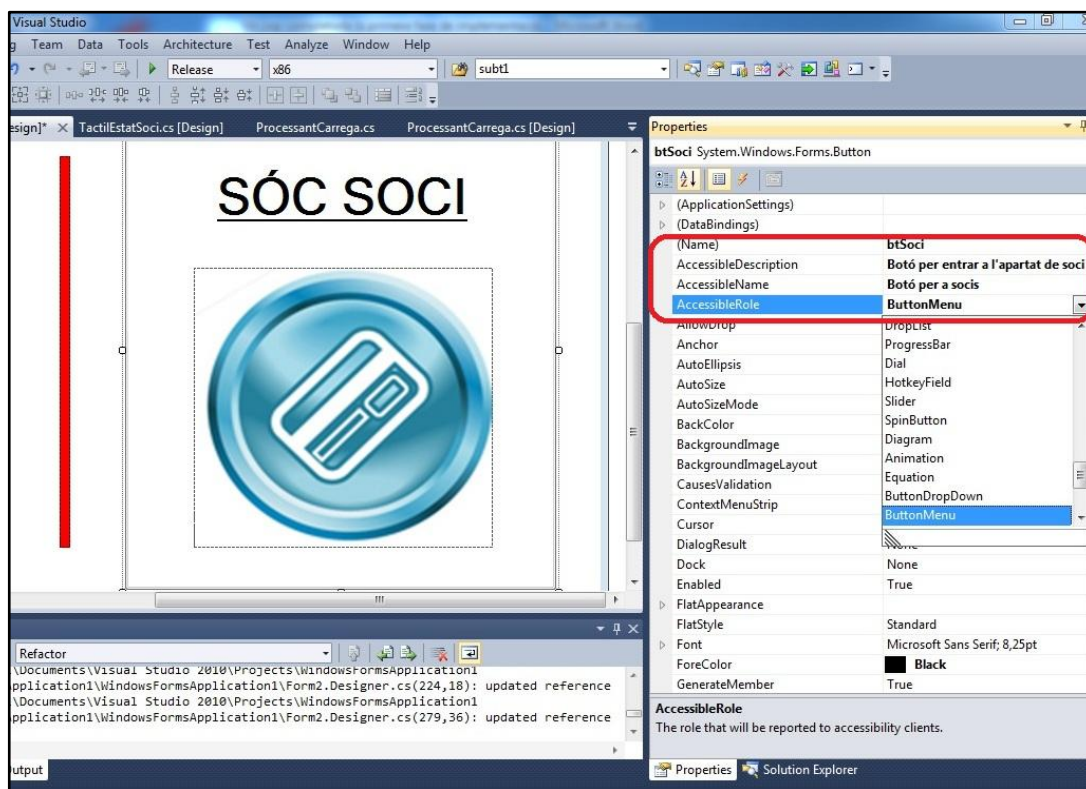 Visual Studio
Team Data Tools Architecture Test Analyze Window Help
Release x86 subt1
esign]* TactilEstatSoci.cs [Design] ProcessantCarrega.cs ProcessantCarrega.cs [Design]
SÓC SOCI
Refactor
\Documents\Visual Studio 2010\Projects\WindowsFormsApplication1
pplication1\WindowsFormsApplication1\Form2.Designer.cs(224,18): updated reference
\Documents\Visual Studio 2010\Projects\WindowsFormsApplication1
pplication1\WindowsFormsApplication1\Form2.Designer.cs(279,36): updated reference
utput
Properties
btSoci System.Windows.Forms.Button
(ApplicationSettings)
(DataBindings)
(Name) btSoci
AccessibleDescription Botó per entrar a l'apartat de soci
AccessibleName Botó per a socis
AccessibleRole ButtonMenu
AllowDrop DropList
Anchor ProgressBar
AutoEllipsis Dial
AutoSize HotkeyField
AutoSizeMode Slider
BackColor SpinButton
BackgroundImage Diagram
BackgroundImageLayout Animation
CausesValidation Equation
ContextMenuStrip ButtonDropDown
Cursor ButtonMenu
DialogResult None
Dock None
Enabled True
FlatAppearance
FlatStyle Standard
Font Microsoft Sans Serif; 8,25pt
ForeColor Black
GenerateMember True
AccessibleRole
The role that will be reported to accessibility clients.
Properties Solution Explorer